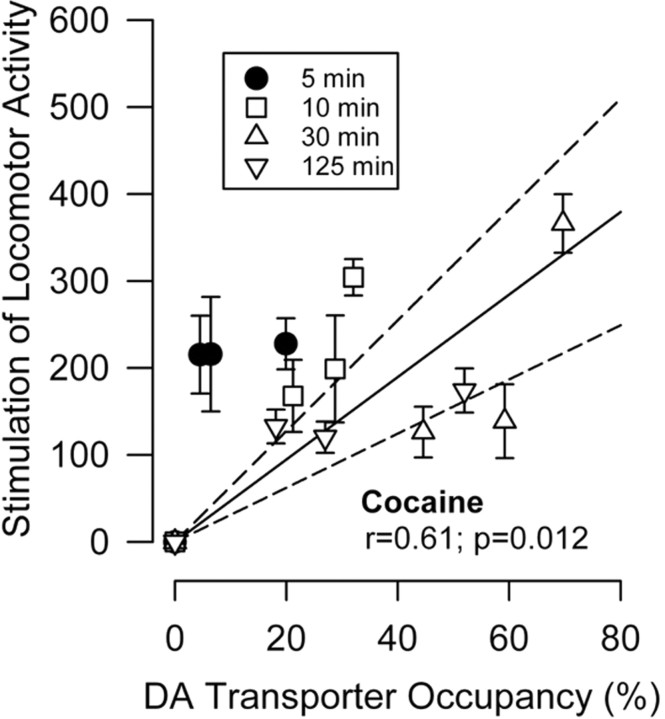 Stimulation of Locomotor Activity
600
500
400
300
200
100
0
5 min
10 min
30 min
125 min
Cocaine
r=0.61; p=0.012
0 20 40 60 80
DA Transporter Occupancy (%)